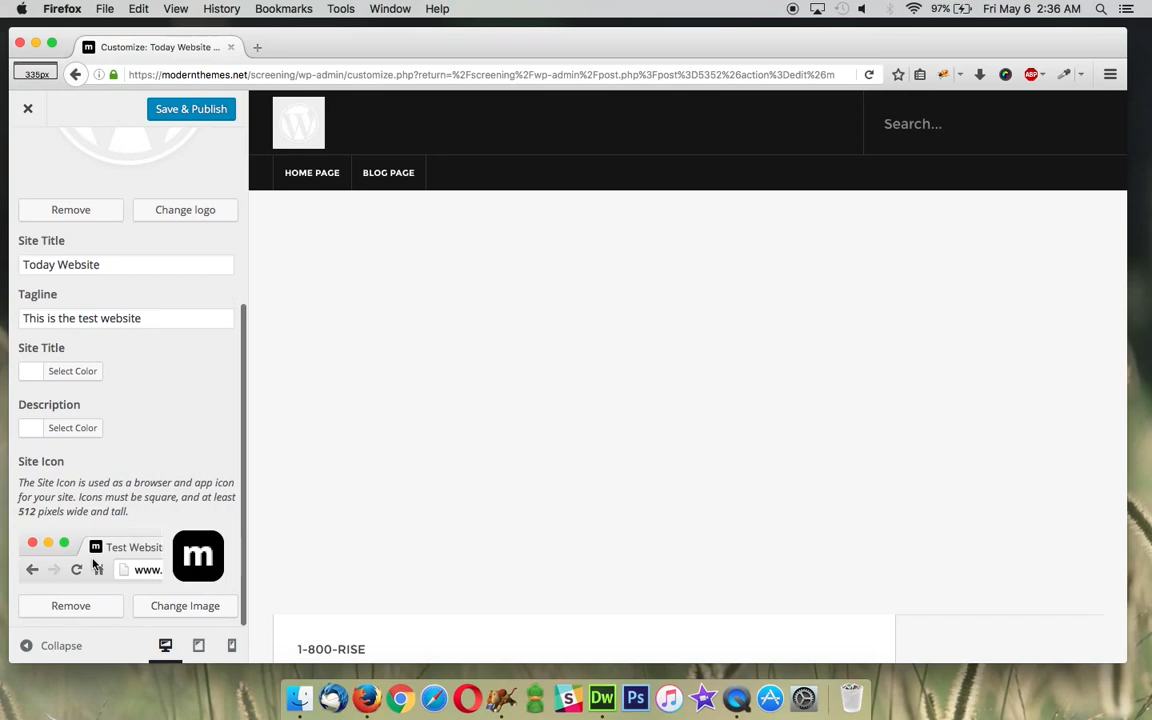 Firefox File Edit View History Bookmarks Tools Window Help 97% Fri May 6 2:36 AM
m Customize: Today Website ...
335px https://modernthemes.net/screening/wp-admin/customize.php?return=%2Fscreening%2Fwp-admin%2Fpost.php%3Fpost%3D5352%26action%3Dedit%26m ABP
Save & Publish
Search...
HOME PAGE BLOG PAGE
Remove Change logo
Site Title
Today Website
Tagline
This is the test website
Site Title
Select Color
Description
Select Color
Site Icon
The Site Icon is used as a browser and app icon
for your site. Icons must be square, and at least
512 pixels wide and tall.
m Test Websit
m
www.
Remove Change Image
1-800-RISE
Collapse
Dw Ps